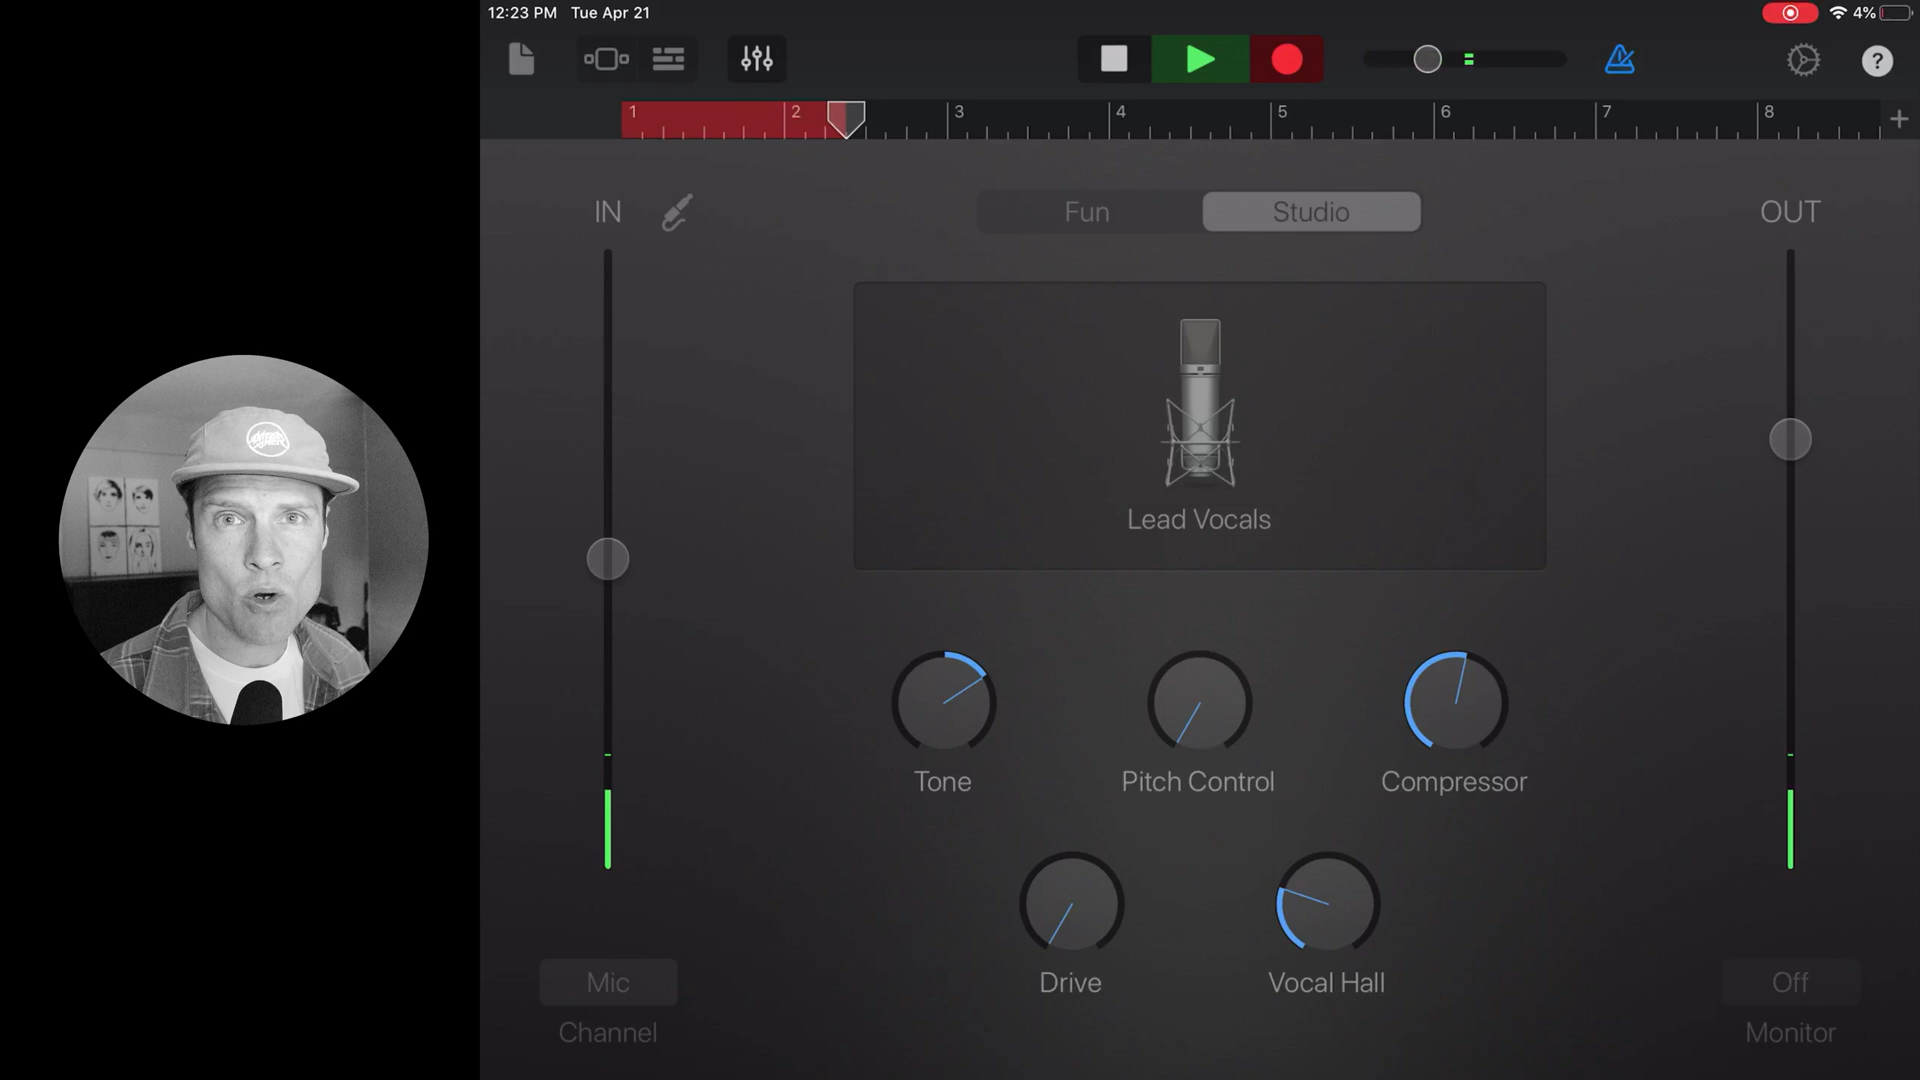 12:23 PM Tue Apr 21
4%
?
1 2 3 4 5 6 7 8 +
IN
Fun
Studio
OUT
Lead Vocals
Tone
Pitch Control
Compressor
Drive
Vocal Hall
Mic
Off
Channel
Monitor